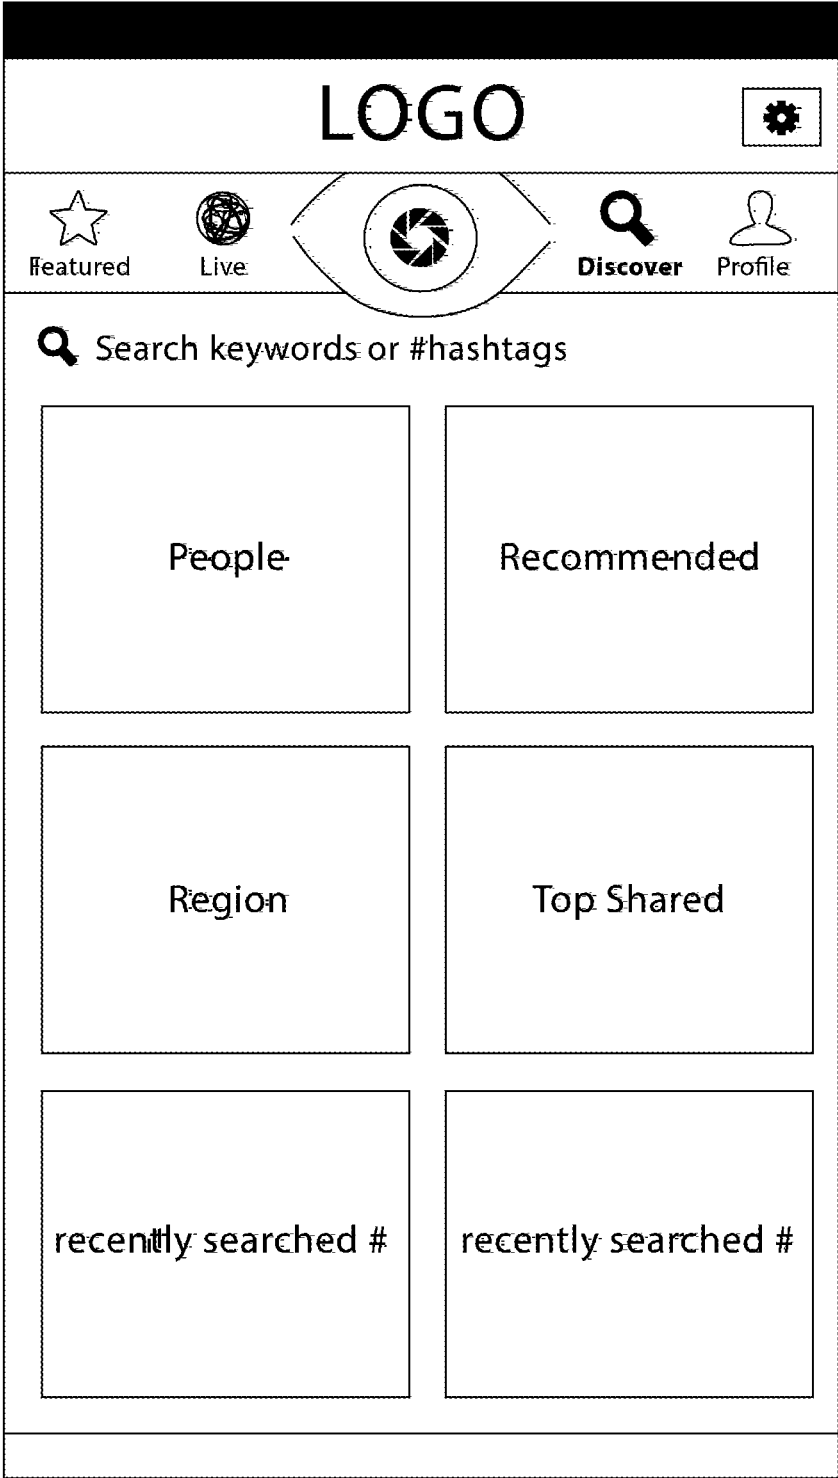 LOGO
Featured Live Discover Profile
Search keywords or #hashtags
People Recommended
Region Top Shared
recently searched # recently searched #